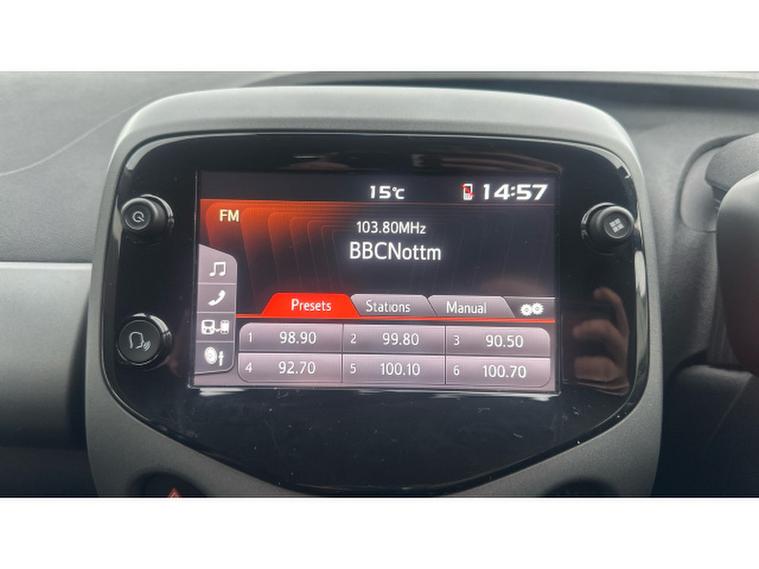 15°C 14:57
FM
103.80MHz
BBCNottm
Presets Stations Manual
1 98.90 2 99.80 3 90.50
4 92.70 5 100.10 6 100.70